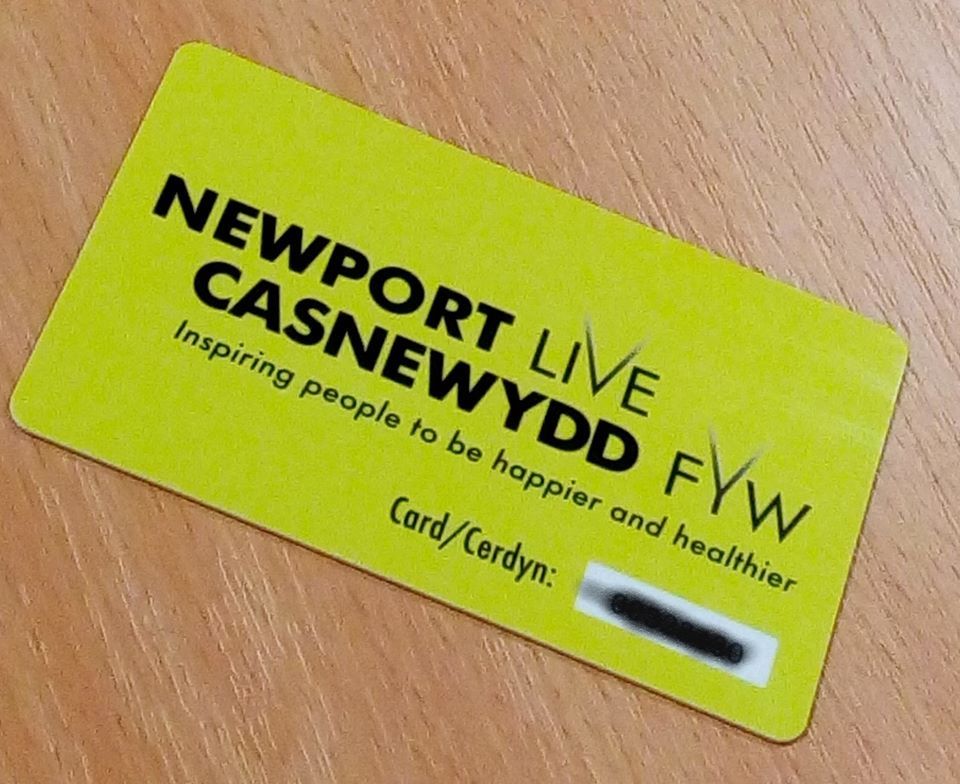 NEWPORT LIVE
CASNEWYDD FYW
Inspiring people to be happier and healthier
Card/Cerdyn: